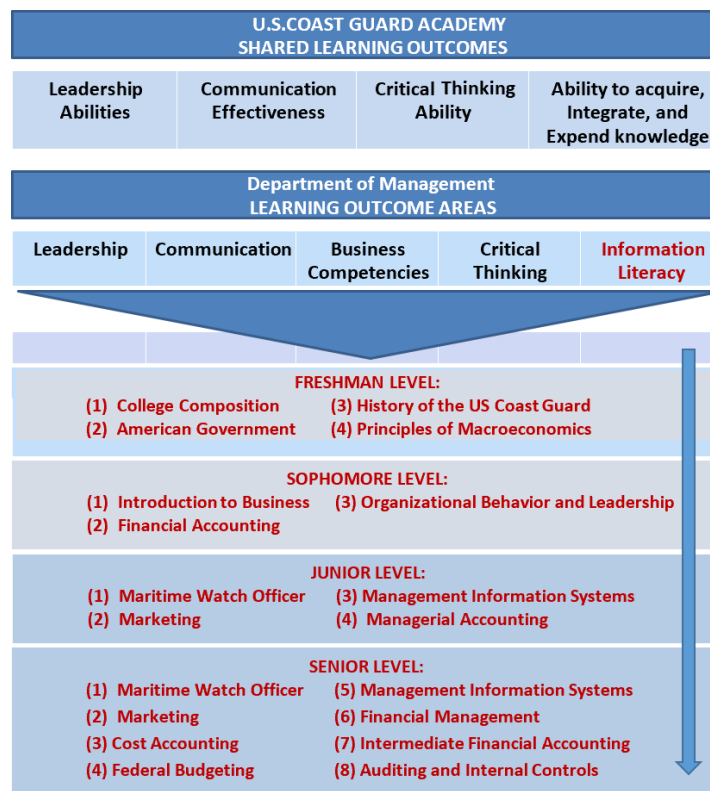 U.S.COAST GUARD ACADEMY
SHARED LEARNING OUTCOMES
Leadership Abilities
Communication Effectiveness
Critical Thinking Ability
Ability to acquire, Integrate, and Expend knowledge
Department of Management
LEARNING OUTCOME AREAS
Leadership
Communication
Business Competencies
Critical Thinking
Information Literacy
FRESHMAN LEVEL:
(1) College Composition (3) History of the US Coast Guard
(2) American Government (4) Principles of Macroeconomics
SOPHOMORE LEVEL:
(1) Introduction to Business (3) Organizational Behavior and Leadership
(2) Financial Accounting
JUNIOR LEVEL:
(1) Maritime Watch Officer (3) Management Information Systems
(2) Marketing (4) Managerial Accounting
SENIOR LEVEL:
(1) Maritime Watch Officer (5) Management Information Systems
(2) Marketing (6) Financial Management
(3) Cost Accounting (7) Intermediate Financial Accounting
(4) Federal Budgeting (8) Auditing and Internal Controls